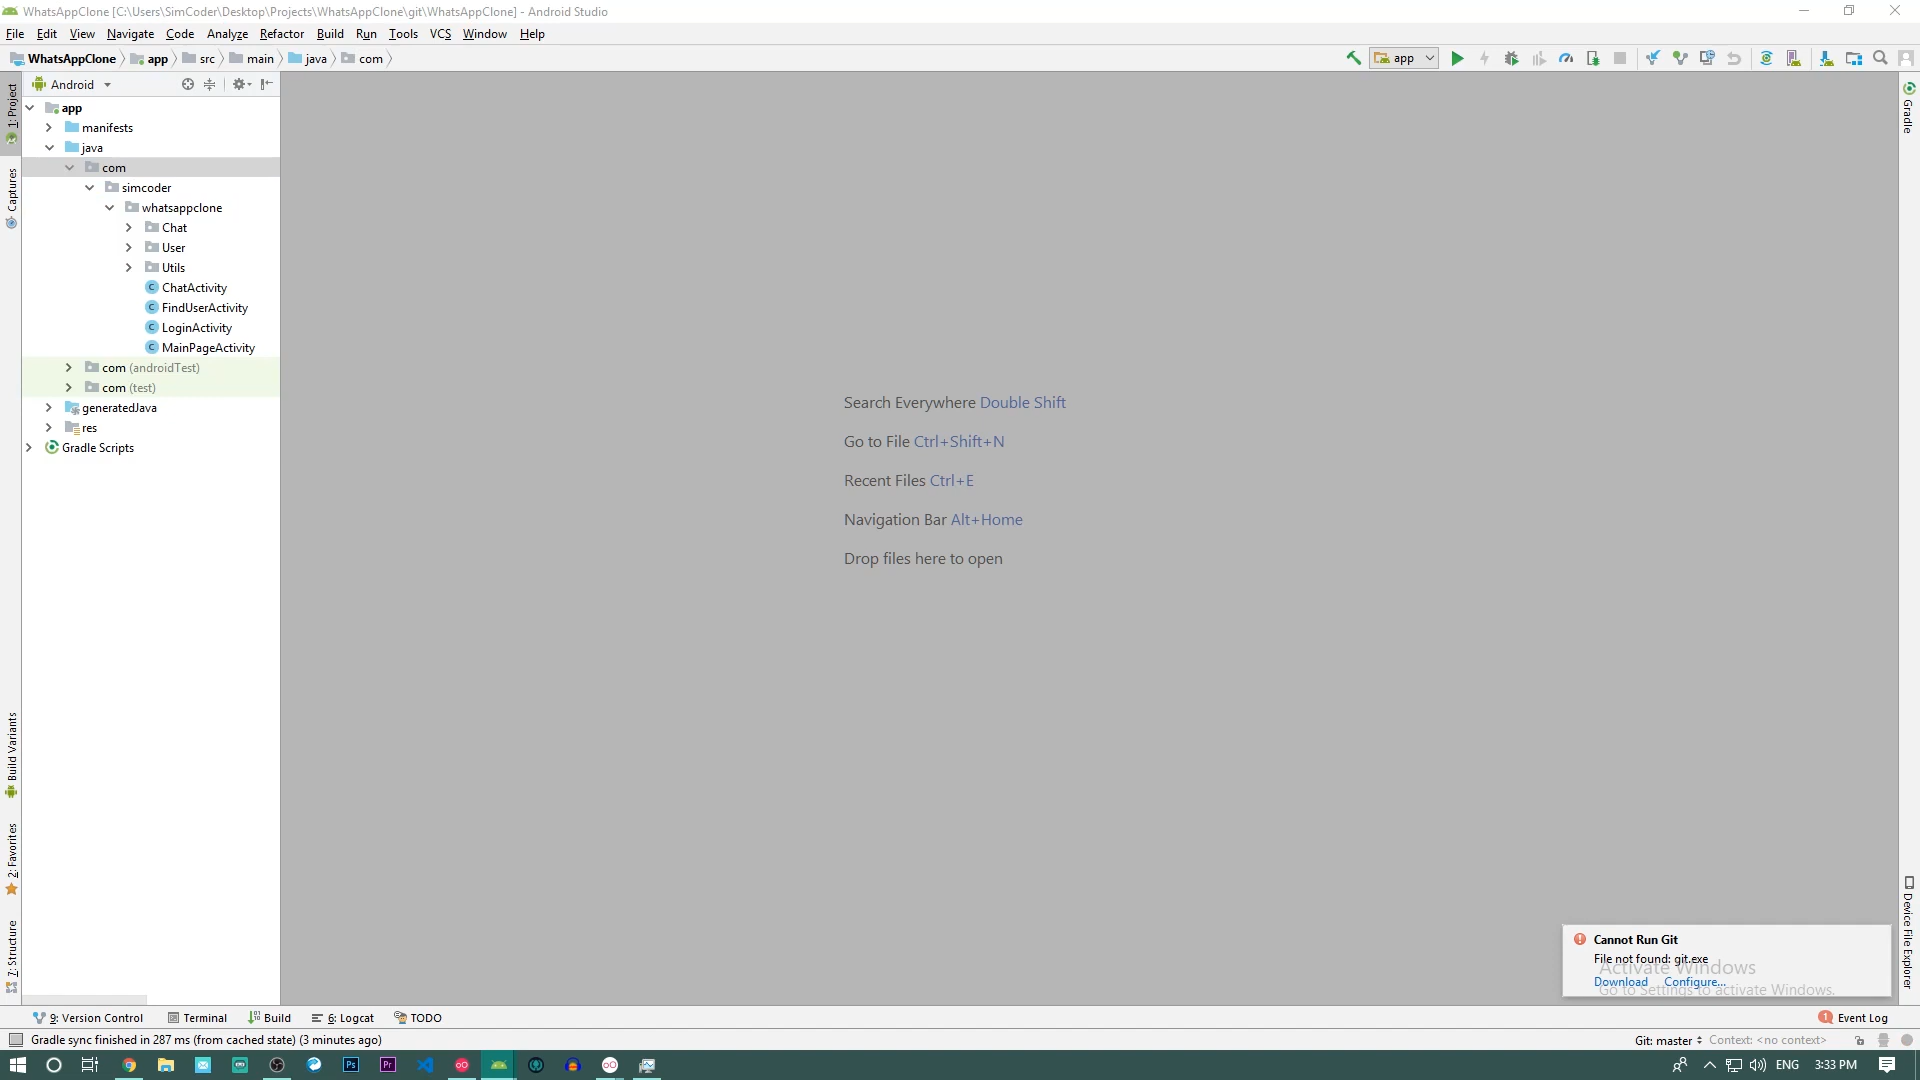 WhatsAppClone [C:\Users\SimCoder\Desktop\Projects\WhatsAppClone\git\WhatsAppClone] - Android Studio
File Edit View Navigate Code Analyze Refactor Build Run Tools VCS Window Help
WhatsAppClone app src main java com
app
Android
1: Project
Captures
Build Variants
2: Favorites
7: Structure
app
manifests
java
com
simcoder
whatsappclone
Chat
User
Utils
ChatActivity
FindUserActivity
LoginActivity
MainPageActivity
com (androidTest)
com (test)
generatedJava
res
Gradle Scripts
Search Everywhere Double Shift
Go to File Ctrl+Shift+N
Recent Files Ctrl+E
Navigation Bar Alt+Home
Drop files here to open
Gradle
Device File Explorer
Cannot Run Git
File not found: git.exe
Activate Windows
Download Configure...
Go to Settings to activate Windows.
9: Version Control Terminal Build 6: Logcat TODO
1 Event Log
Gradle sync finished in 287 ms (from cached state) (3 minutes ago)
Git: master Context: <no context>
Ps Pr
ENG 3:33 PM